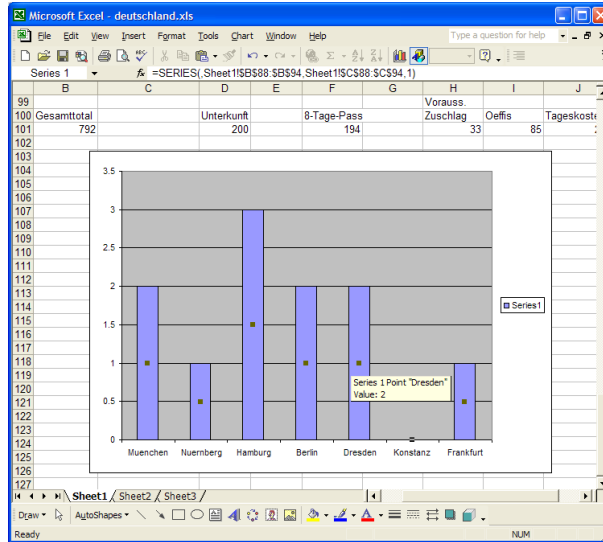 Microsoft Excel - deutschland.xls
File Edit View Insert Format Tools Chart Window Help Type a question for help
Series 1 fx =SERIES(,Sheet1!$B$88:$B$94,Sheet1!$C$88:$C$94,1)
B C D E F G H I J
99 Vorauss.
100 Gesamttotal Unterkunft 8-Tage-Pass Zuschlag Oeffis Tageskoste
101 792 200 194 33 85
102
103
104
105
106
107
108
109
110
111
112
113
114
115
116
117
118
119
120
121
122
123
124
125
126
127
3.5
3
2.5
2
1.5
1
0.5
0
Series1
Series 1 Point "Dresden"
Value: 2
Muenchen Nuernberg Hamburg Berlin Dresden Konstanz Frankfurt
Sheet1 Sheet2 Sheet3
Draw AutoShapes
Ready NUM